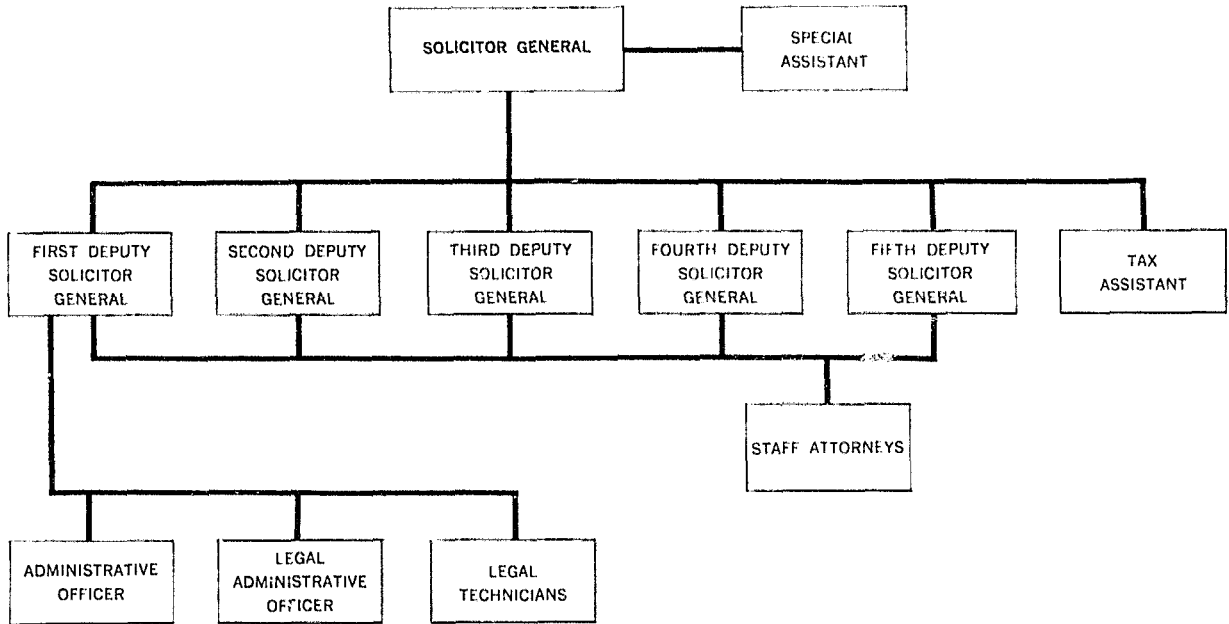 SOLICITOR GENERAL
SPECIAL
ASSISTANT
FIRST DEPUTY
SOLICITOR
GENERAL
SECOND DEPUTY
SOLICITOR
GENERAL
THIRD DEPUTY
SOLICITOR
GENERAL
FOURTH DEPUTY
SOLICITOR
GENERAL
FIFTH DEPUTY
SOLICITOR
GENERAL
TAX
ASSISTANT
STAFF ATTORNEYS
ADMINISTRATIVE
OFFICER
LEGAL
ADMINISTRATIVE
OFFICER
LEGAL
TECHNICIANS